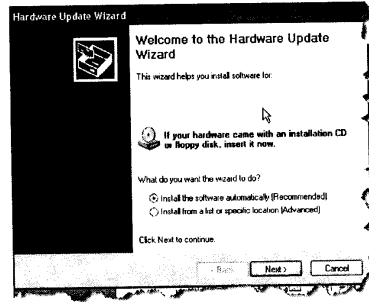 Hardware Update Wizard
Welcome to the Hardware Update
Wizard
This wizard helps you install software for:
If your hardware came with an installation CD
or floppy disk, insert it now.
What do you want the wizard to do?
Install the software automatically (Recommended)
Install from a list or specific location (Advanced)
Click Next to continue.
< Back
Next >
Cancel